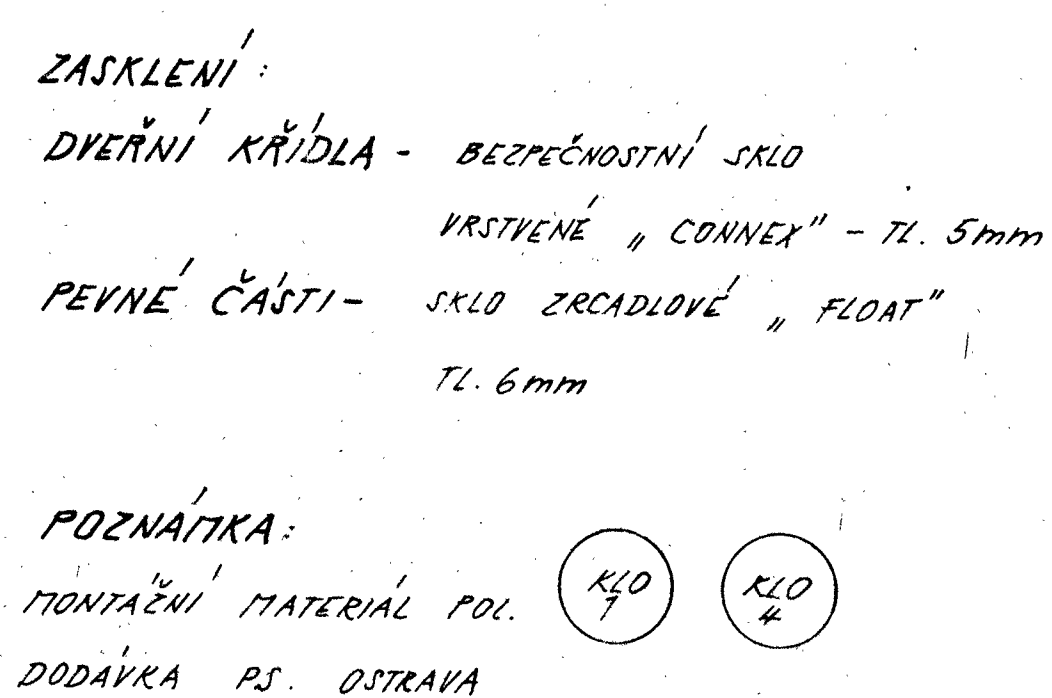 ZASKLENÍ:
DVEŘNÍ KŘÍDLA - BEZPEČNOSTNÍ SKLO
VRSTVENÉ „CONNEX" - TL. 5mm
PEVNÉ ČÁSTI - SKLO ZRCADLOVÉ „FLOAT"
TL. 6mm
POZNÁMKA:
MONTÁŽNÍ MATERIÁL POL. KLO 1 KLO 4
DODÁVKA PS. OSTRAVA